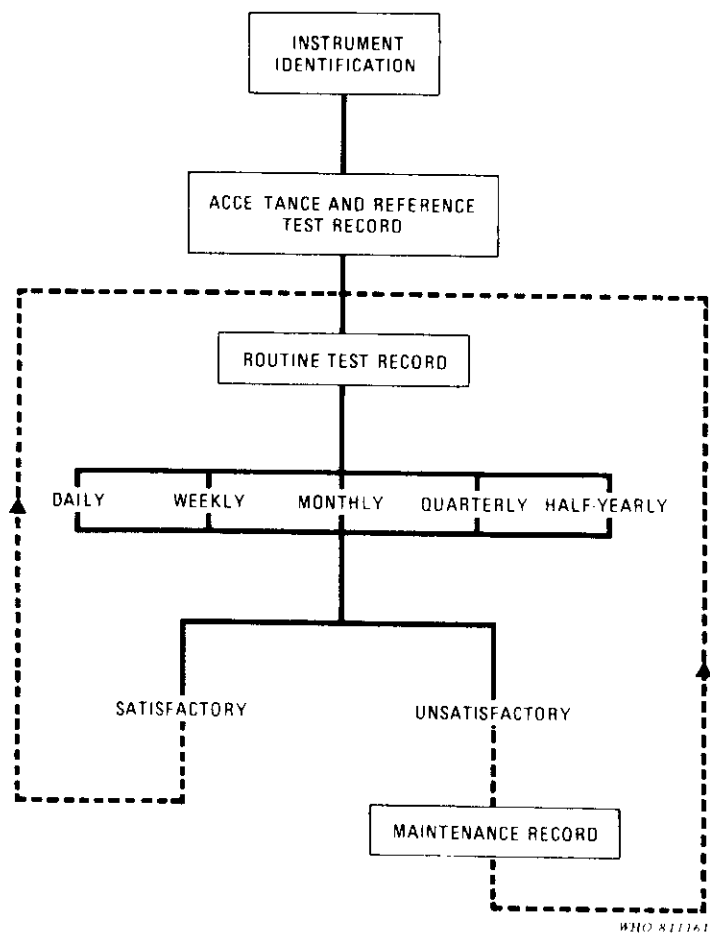 INSTRUMENT
IDENTIFICATION
ACCE TANCE AND REFERENCE
TEST RECORD
ROUTINE TEST RECORD
DAILY WEEKLY MONTHLY QUARTERLY HALF-YEARLY
SATISFACTORY UNSATISFACTORY
MAINTENANCE RECORD
WHO 811161